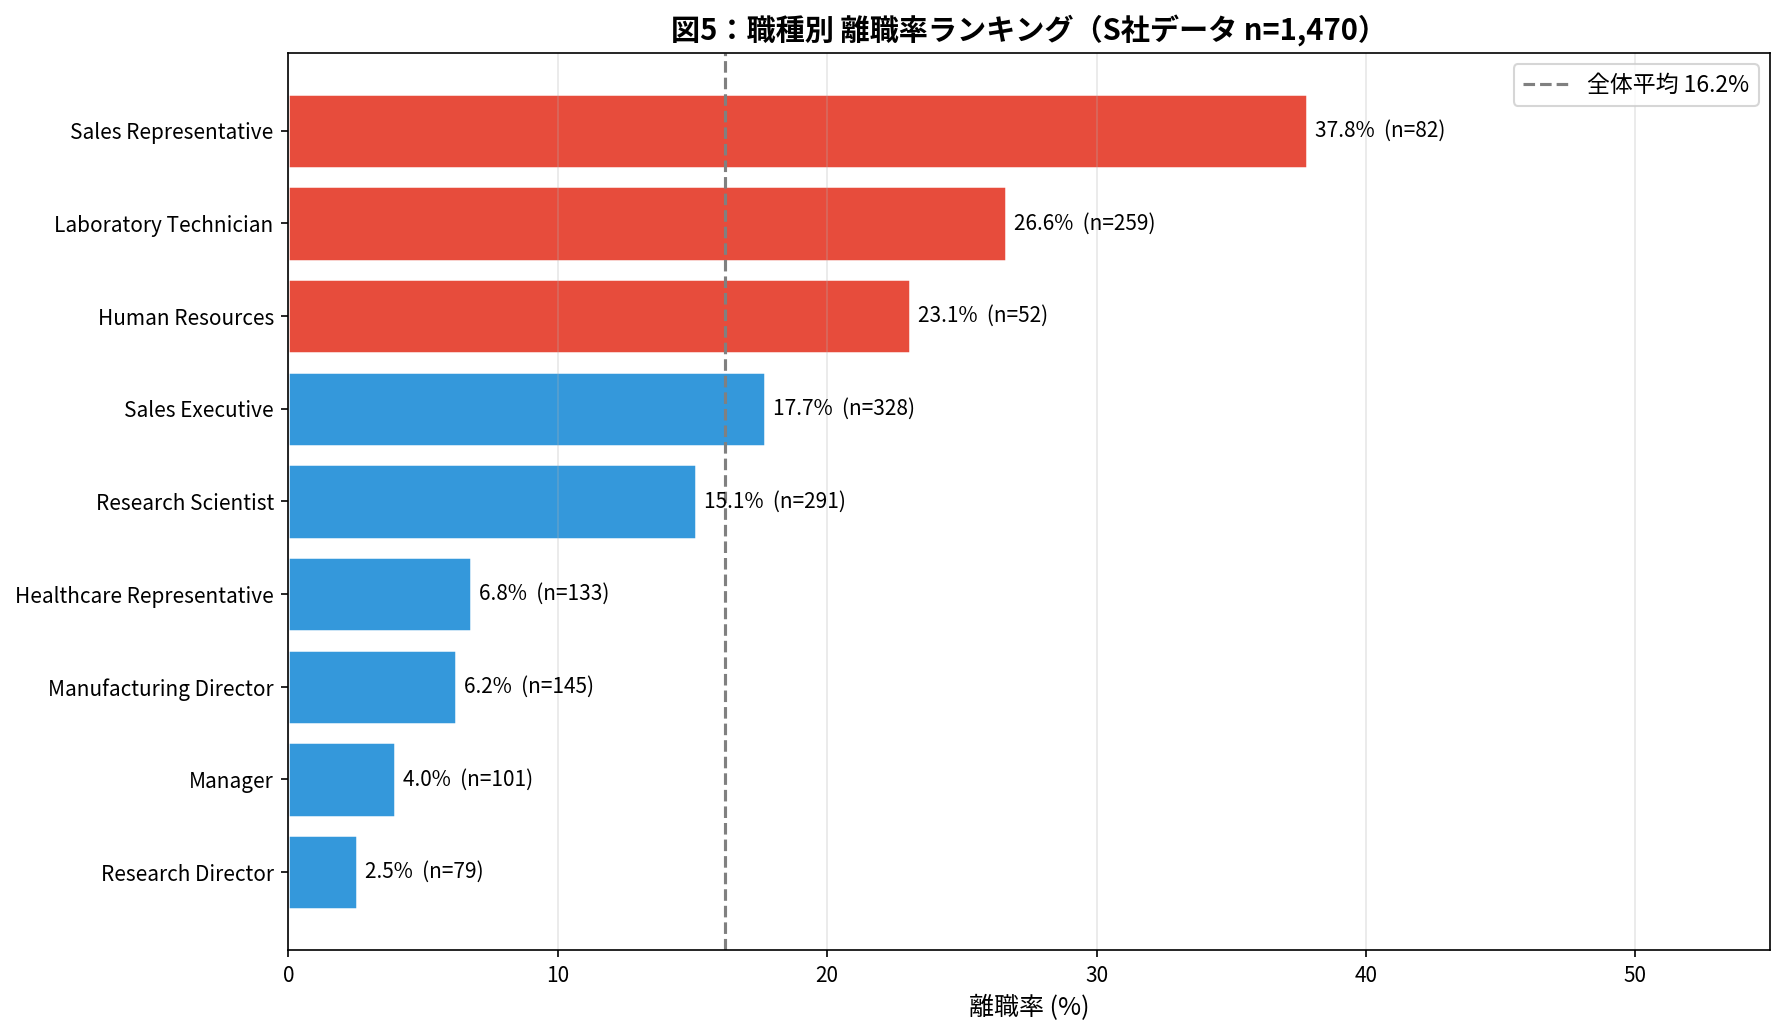 図5：職種別 離職率ランキング（S社データ n=1,470）
全体平均 16.2%
Sales Representative 37.8% (n=82)
Laboratory Technician 26.6% (n=259)
Human Resources 23.1% (n=52)
Sales Executive 17.7% (n=328)
Research Scientist 15.1% (n=291)
Healthcare Representative 6.8% (n=133)
Manufacturing Director 6.2% (n=145)
Manager 4.0% (n=101)
Research Director 2.5% (n=79)
0 10 20 30 40 50
離職率 (%)